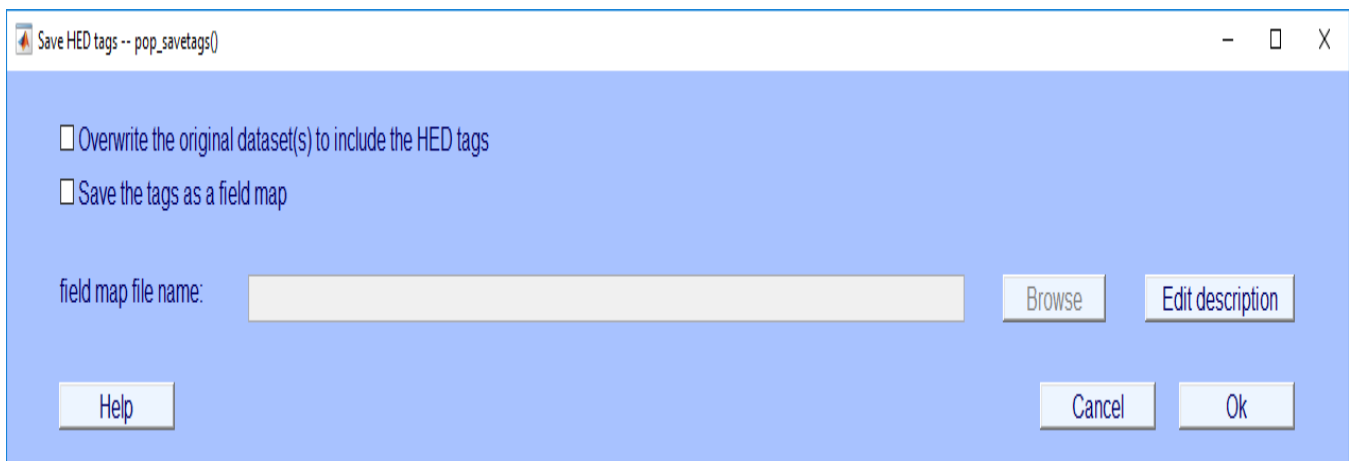 Save HED tags -- pop_savetags()
Overwrite the original dataset(s) to include the HED tags
Save the tags as a field map
field map file name: Browse Edit description
Help Cancel Ok